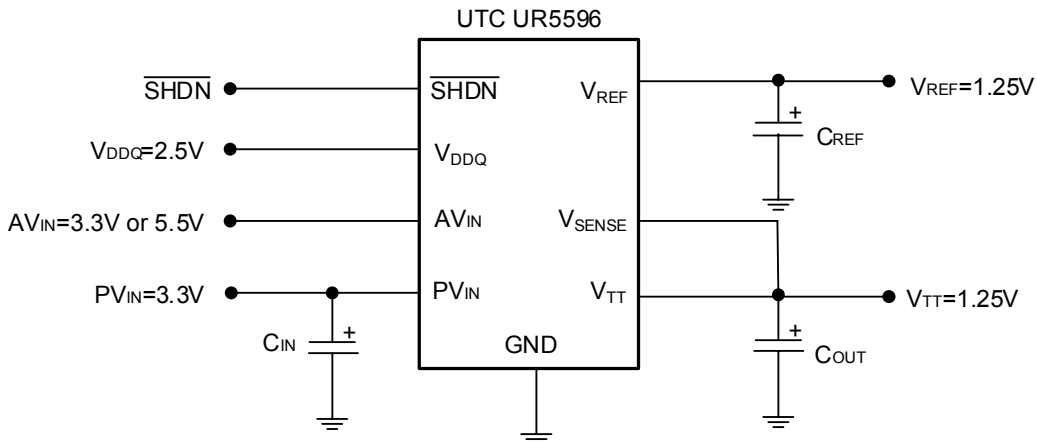 UTC UR5596
SHDN
SHDN
VREF
VREF=1.25V
+
CREF
VDDQ=2.5V
VDDQ
AVIN=3.3V or 5.5V
AVIN
VSENSE
PVIN=3.3V
PVIN
VTT
VTT=1.25V
CIN
+
GND
+
COUT